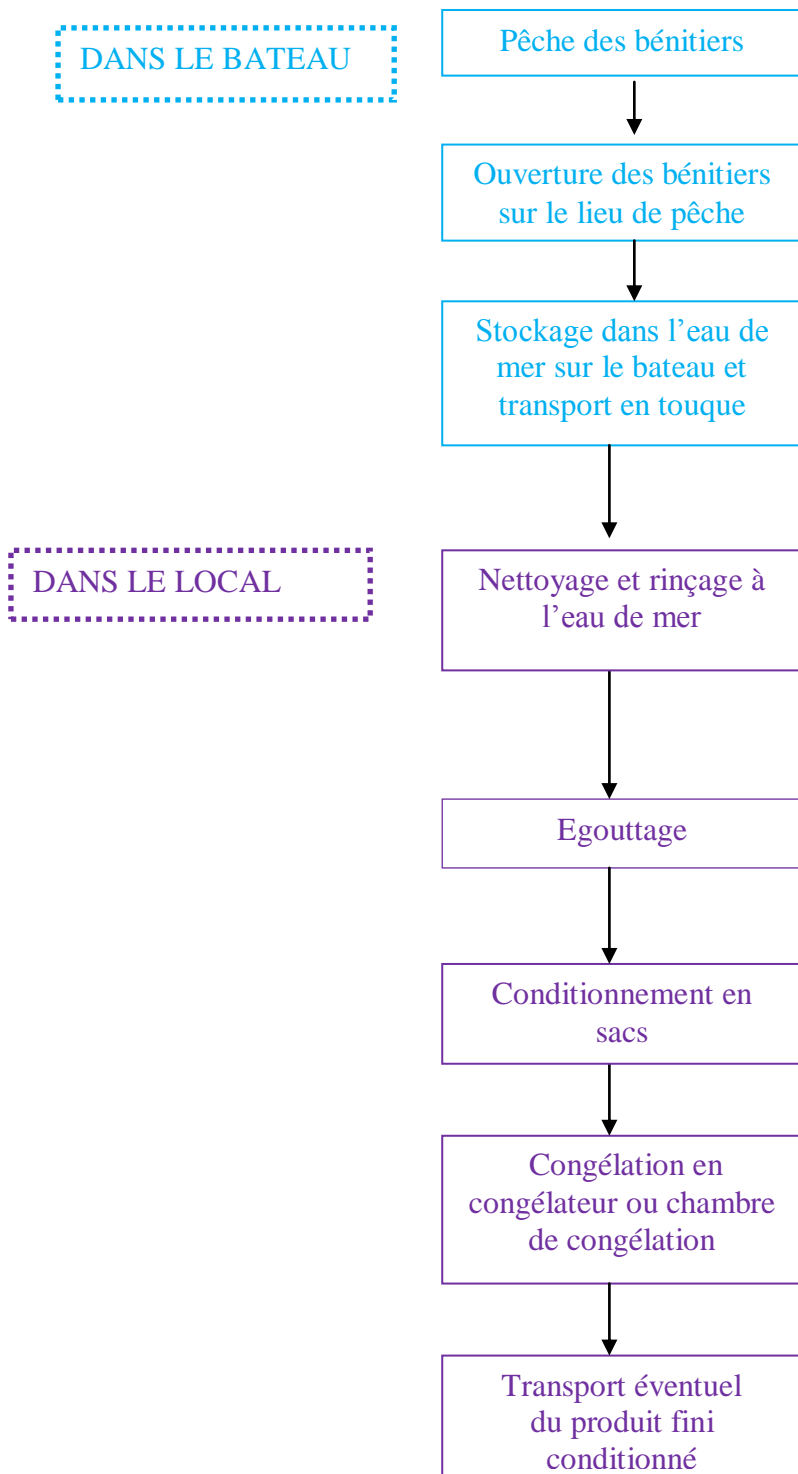 DANS LE BATEAU
Pêche des bénitiers
Ouverture des bénitiers
sur le lieu de pêche
Stockage dans l’eau de
mer sur le bateau et
transport en touque
DANS LE LOCAL
Nettoyage et rinçage à
l’eau de mer
Egouttage
Conditionnement en
sacs
Congélation en
congélateur ou chambre
de congélation
Transport éventuel
du produit fini
conditionné